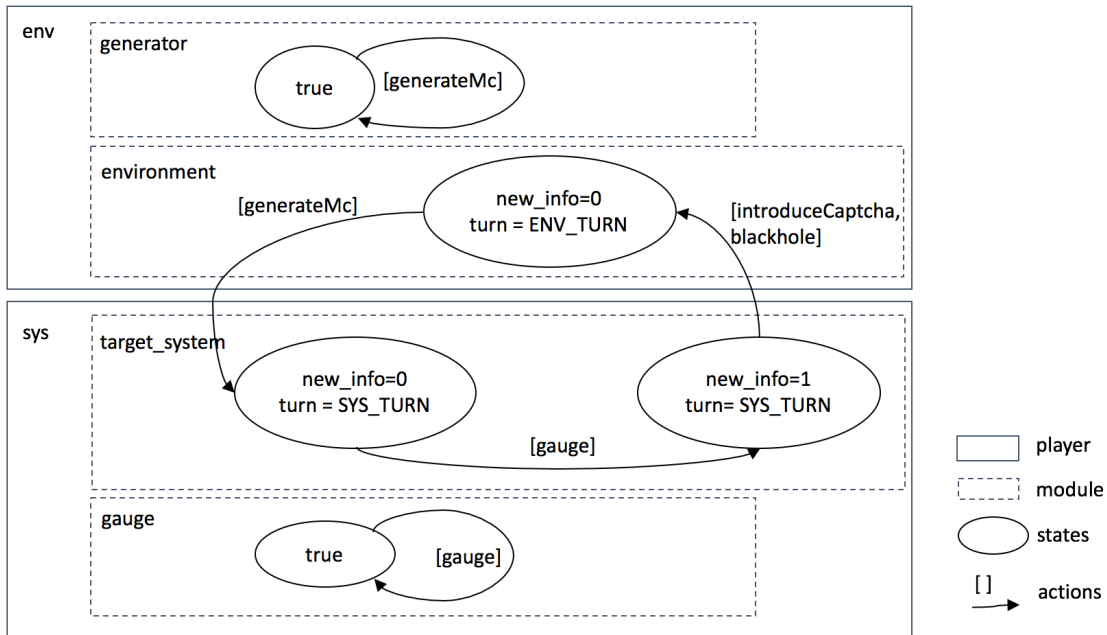 env
generator
true
[generateMc]
environment
new_info=0
turn = ENV_TURN
[generateMc]
[introduceCaptcha,
blackhole]
sys
target_system
new_info=0
turn = SYS_TURN
new_info=1
turn= SYS_TURN
[gauge]
gauge
true
[gauge]
player
module
states
[ ]
actions